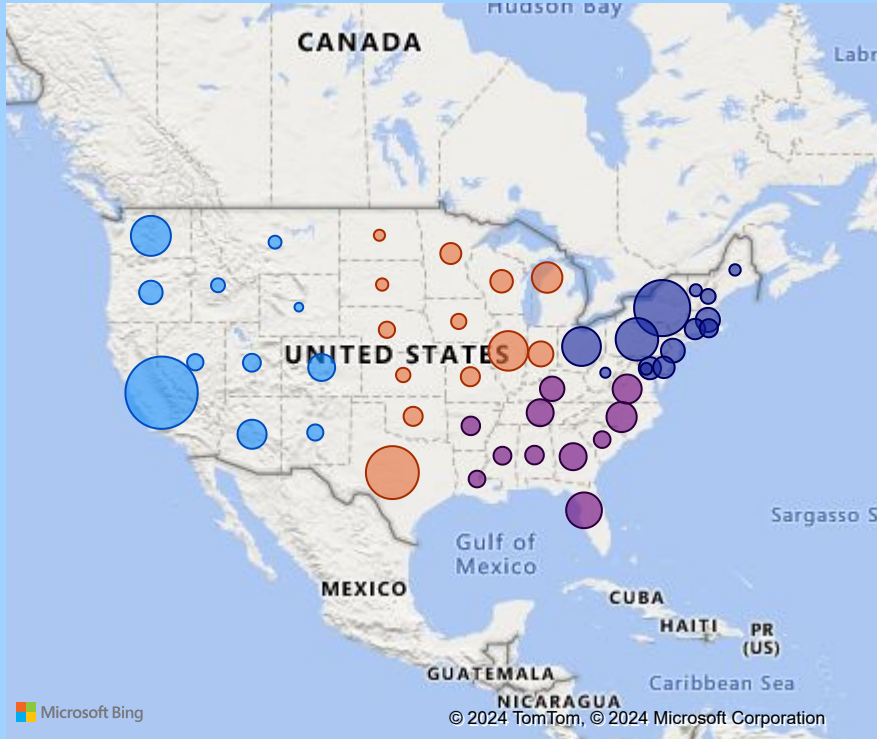 Hudson Bay
CANADA
Labr
UNITED STATES
Sargasso S
Gulf of
Mexico
MEXICO
CUBA
HAITI
PR
(US)
GUATEMALA
Caribbean Sea
NICARAGUA
Microsoft Bing
© 2024 TomTom, © 2024 Microsoft Corporation